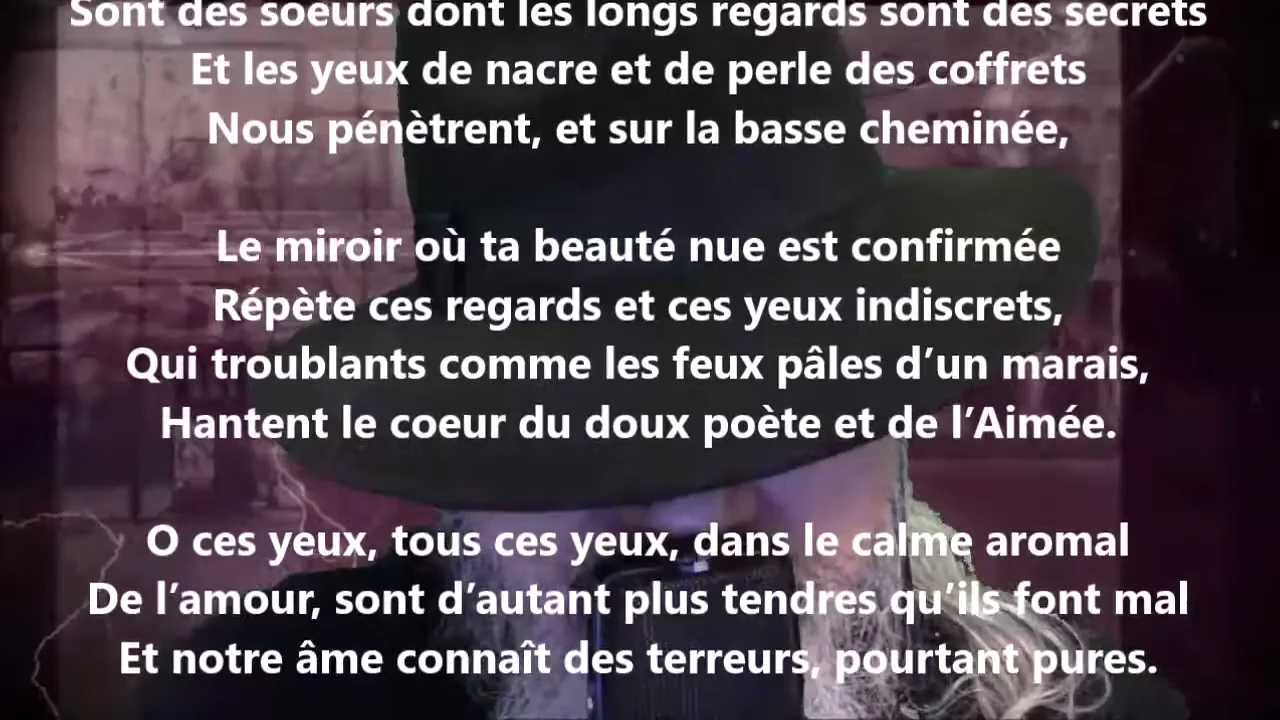 Sont des soeurs dont les longs regards sont des secrets
Et les yeux de nacre et de perle des coffrets
Nous pénètrent, et sur la basse cheminée,
Le miroir où ta beauté nue est confirmée
Répète ces regards et ces yeux indiscrets,
Qui troublants comme les feux pâles d’un marais,
Hantent le coeur du doux poète et de l’Aimée.
O ces yeux, tous ces yeux, dans le calme aromal
De l’amour, sont d’autant plus tendres qu’ils font mal
Et notre âme connaît des terreurs, pourtant pures.